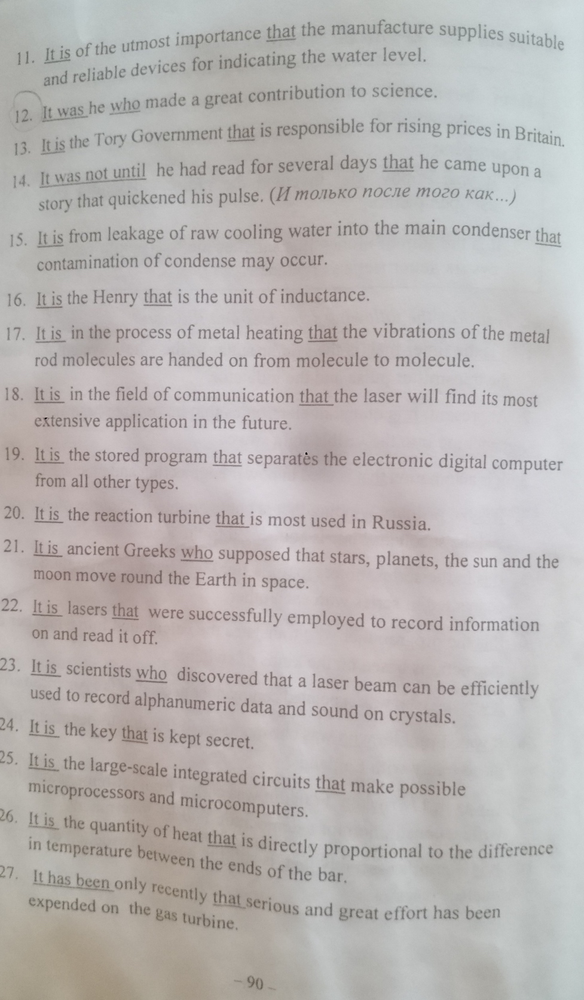 11. It is of the utmost importance that the manufacture supplies suitable
and reliable devices for indicating the water level.
12. It was he who made a great contribution to science.
13. It is the Tory Government that is responsible for rising prices in Britain.
14. It was not until he had read for several days that he came upon a
story that quickened his pulse. (И только после того как...)
15. It is from leakage of raw cooling water into the main condenser that
contamination of condense may occur.
16. It is the Henry that is the unit of inductance.
17. It is in the process of metal heating that the vibrations of the metal
rod molecules are handed on from molecule to molecule.
18. It is in the field of communication that the laser will find its most
extensive application in the future.
19. It is the stored program that separates the electronic digital computer
from all other types.
20. It is the reaction turbine that is most used in Russia.
21. It is ancient Greeks who supposed that stars, planets, the sun and the
moon move round the Earth in space.
22. It is lasers that were successfully employed to record information
on and read it off.
23. It is scientists who discovered that a laser beam can be efficiently
used to record alphanumeric data and sound on crystals.
24. It is the key that is kept secret.
25. It is the large-scale integrated circuits that make possible
microprocessors and microcomputers.
26. It is the quantity of heat that is directly proportional to the difference
in temperature between the ends of the bar.
27. It has been only recently that serious and great effort has been
expended on the gas turbine.
– 90 –